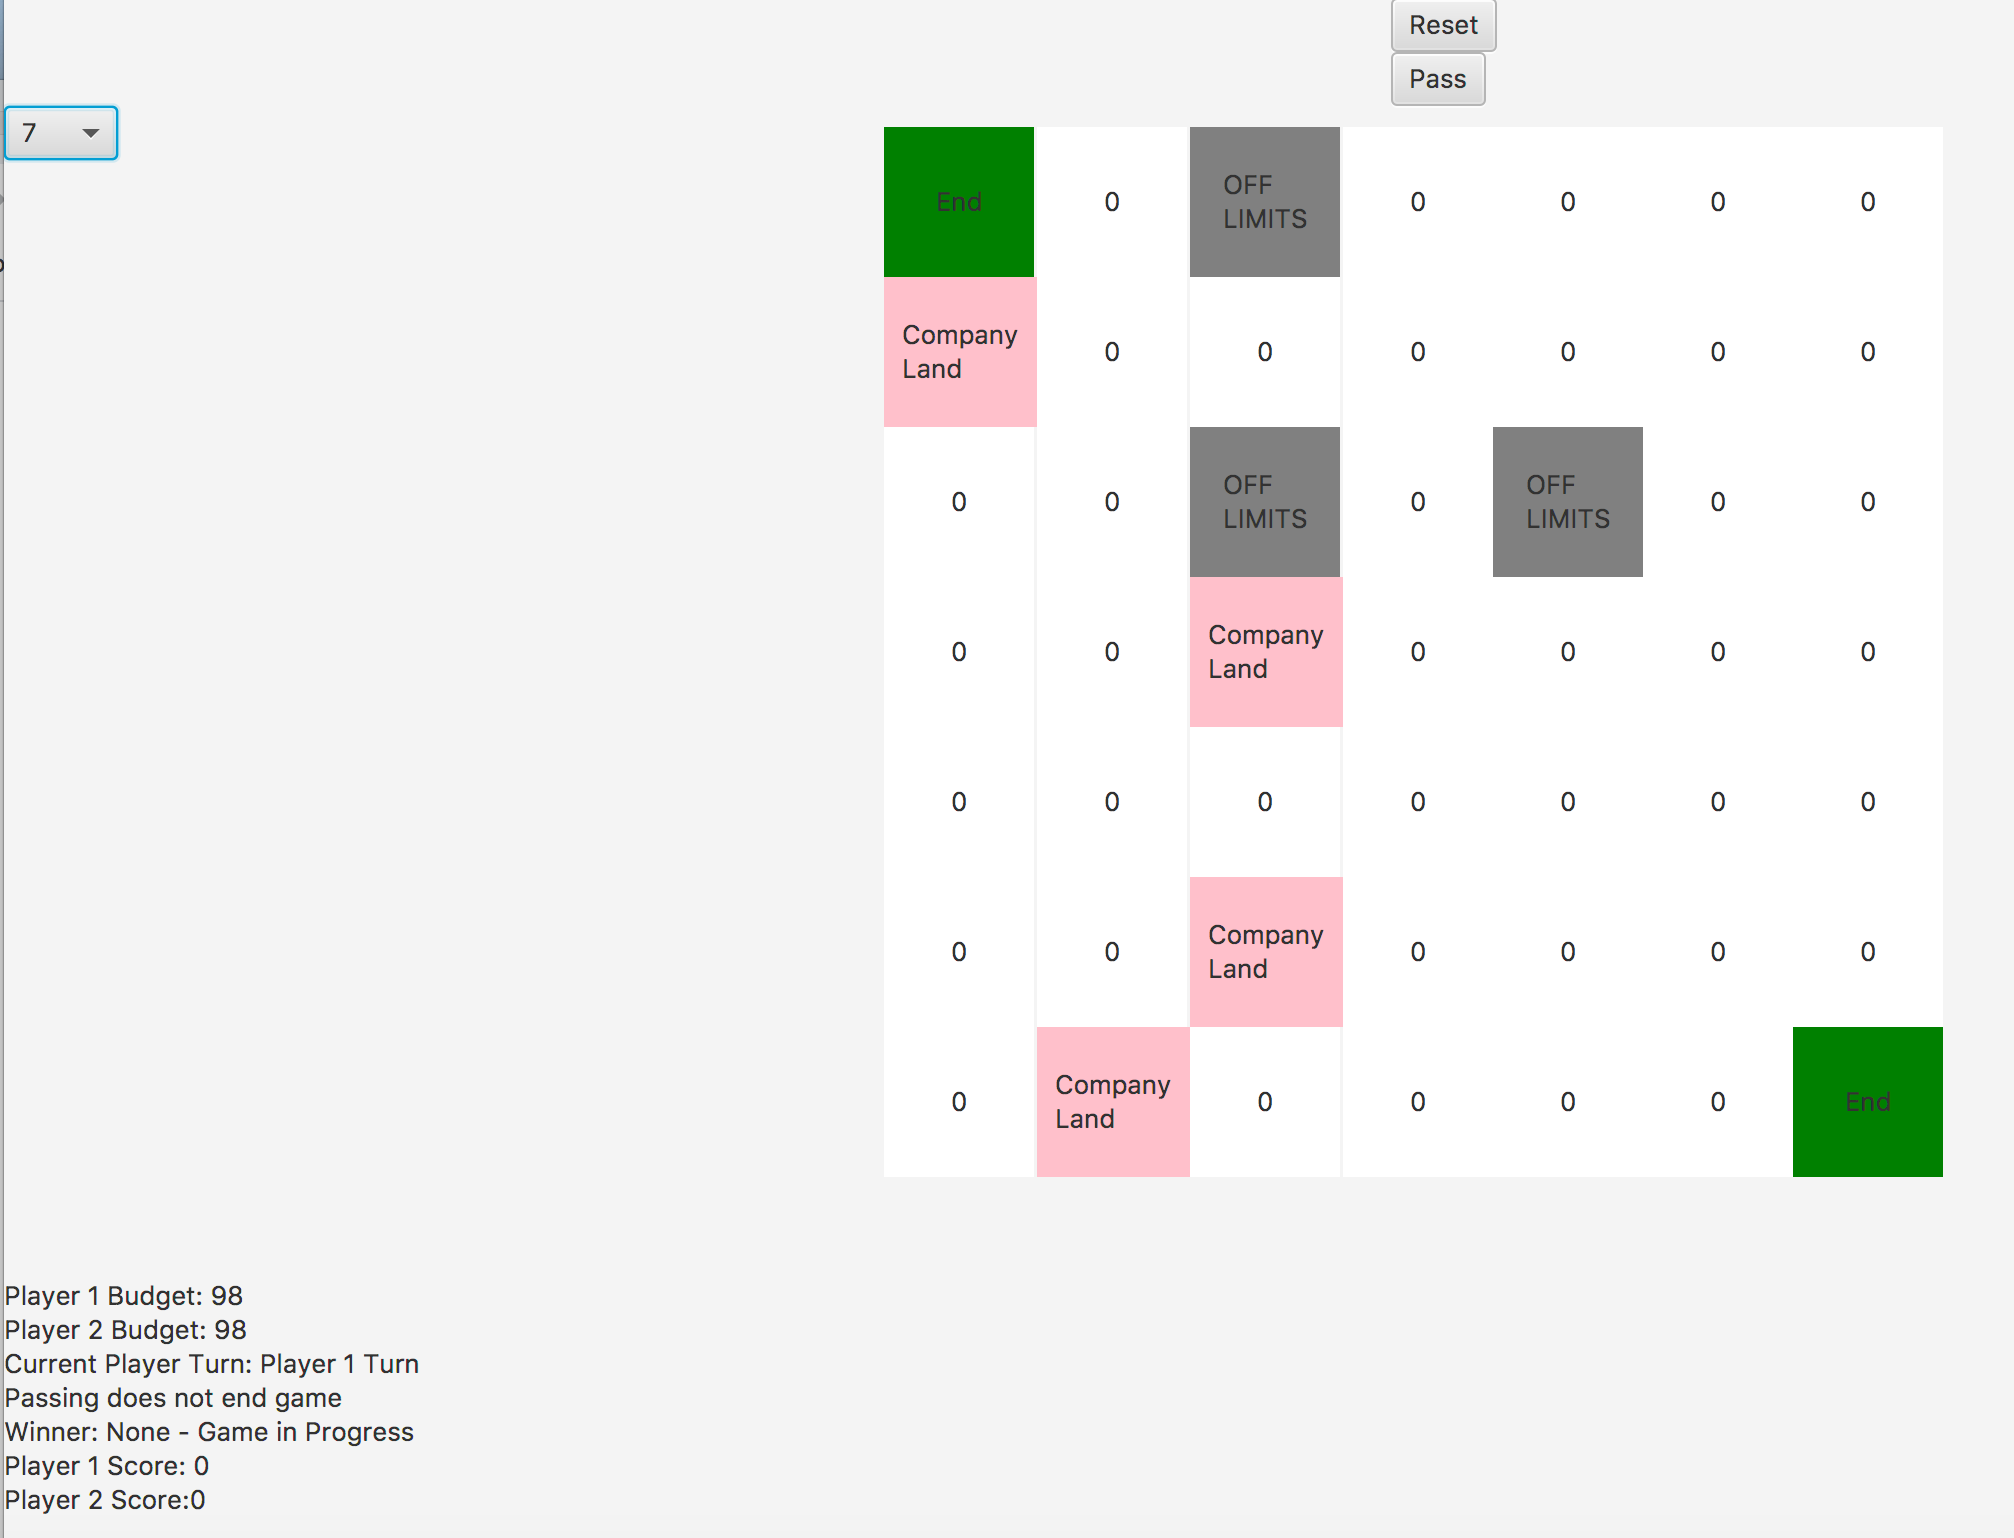 Reset
Pass
7
End 0 OFF LIMITS 0 0 0 0
Company Land 0 0 0 0 0 0
0 0 OFF LIMITS 0 OFF LIMITS 0 0
0 0 Company Land 0 0 0 0
0 0 0 0 0 0 0
0 0 Company Land 0 0 0 0
0 Company Land 0 0 0 0 End
Player 1 Budget: 98
Player 2 Budget: 98
Current Player Turn: Player 1 Turn
Passing does not end game
Winner: None - Game in Progress
Player 1 Score: 0
Player 2 Score:0